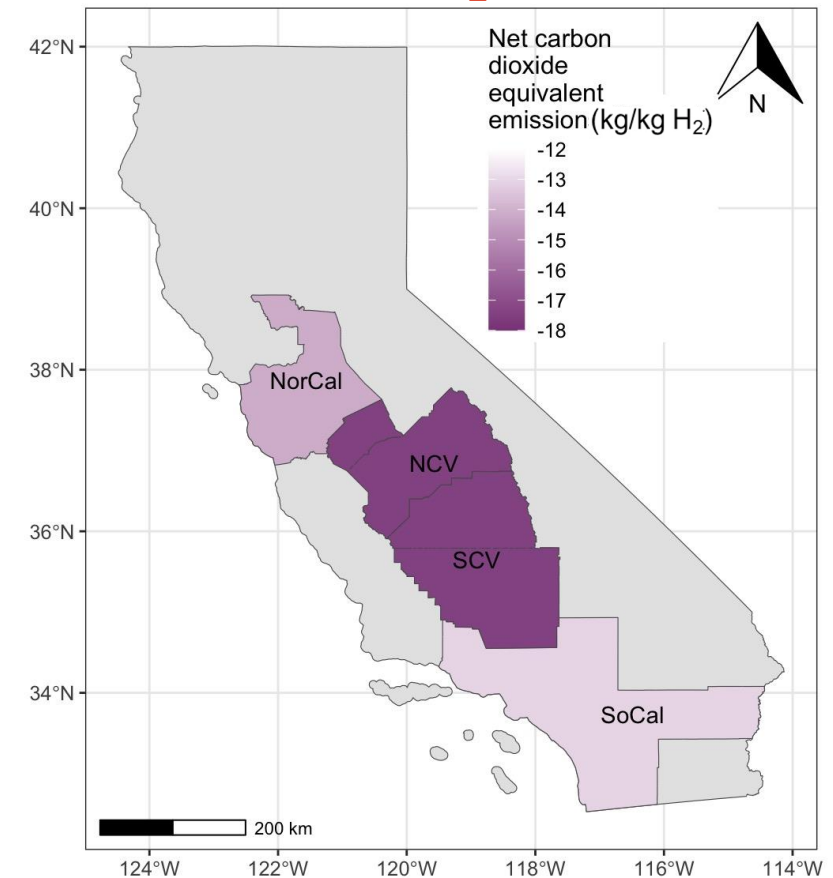 Net carbon
dioxide
equivalent
emission (kg/kg H₂)
-12
-13
-14
-15
-16
-17
-18
N
42°N
40°N
38°N
36°N
34°N
NorCal
NCV
SCV
SoCal
200 km
124°W 122°W 120°W 118°W 116°W 114°W